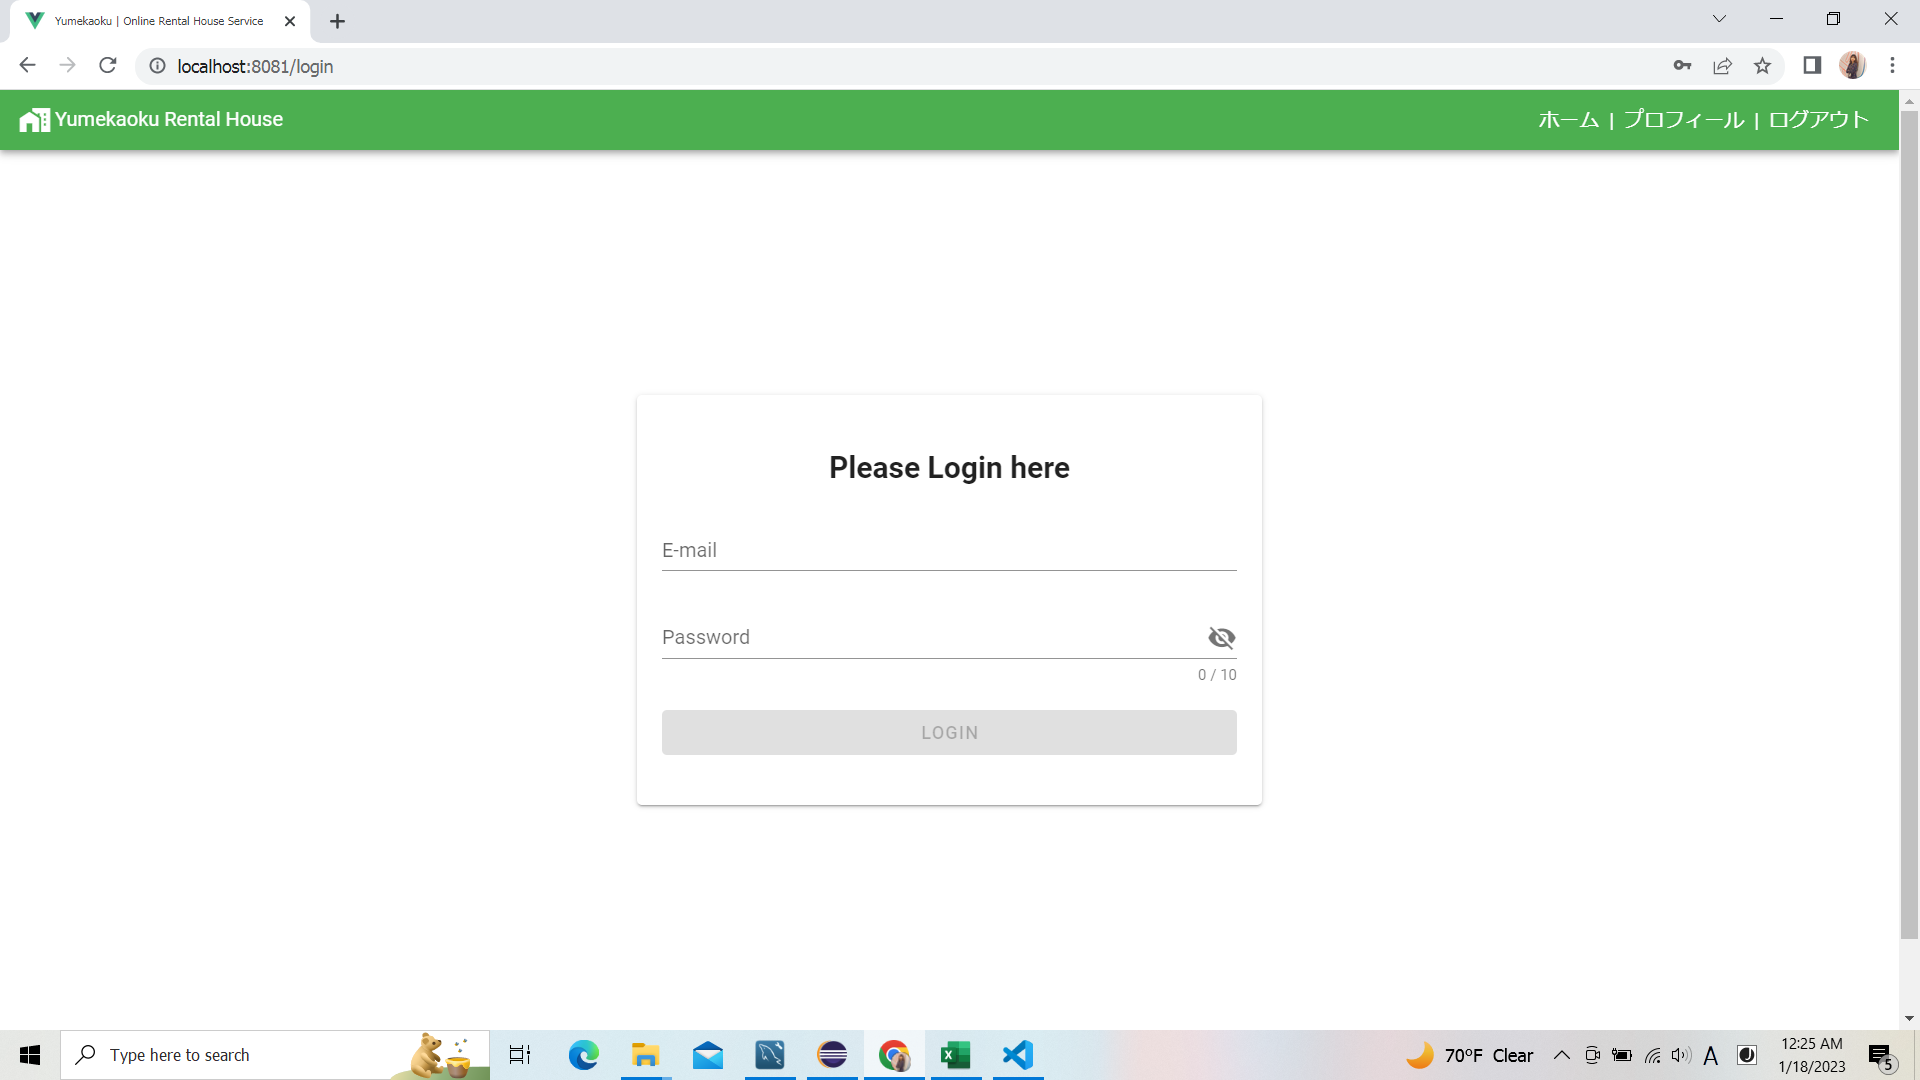 Yumekaoku | Online Rental House Service
localhost:8081/login
Yumekaoku Rental House
ホーム | プロフィール | ログアウト
Please Login here
E-mail
Password
0 / 10
LOGIN
Type here to search
70°F Clear
A
12:25 AM
1/18/2023
5